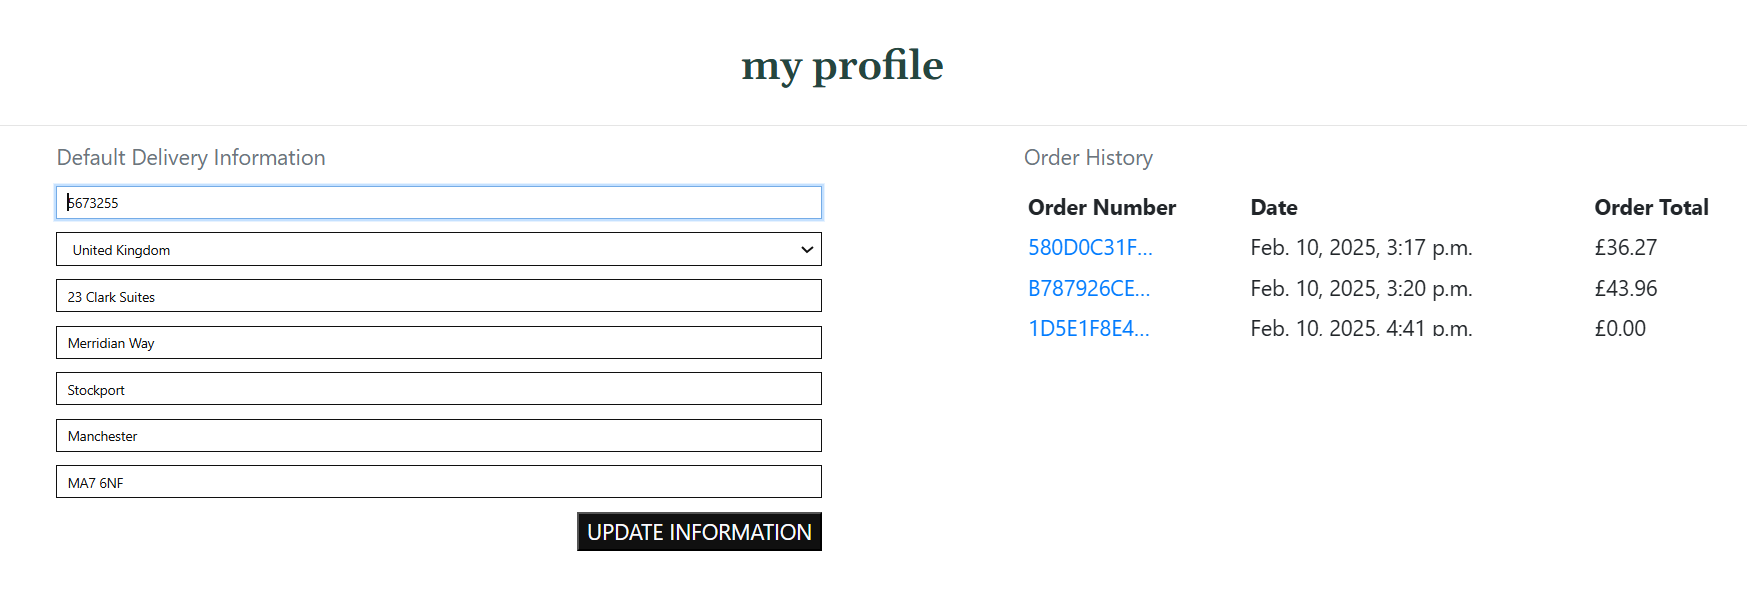 my profile
Default Delivery Information
5673255
United Kingdom
23 Clark Suites
Merridian Way
Stockport
Manchester
MA7 6NF
UPDATE INFORMATION
Order History
Order Number Date Order Total
580D0C31F... Feb. 10, 2025, 3:17 p.m. £36.27
B787926CE... Feb. 10, 2025, 3:20 p.m. £43.96
1D5E1F8E4... Feb. 10, 2025, 4:41 p.m. £0.00